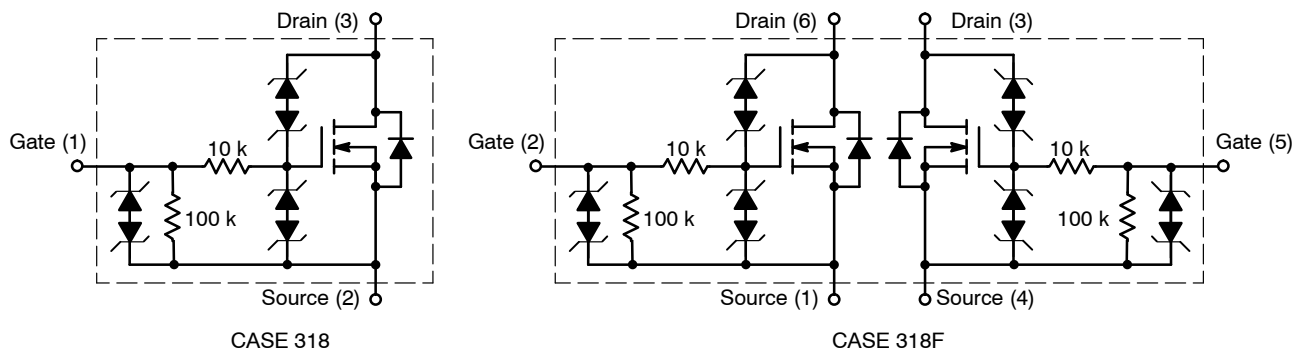 Drain (3)
Drain (6)
Drain (3)
Gate (1)
10 k
100 k
Source (2)
Gate (2)
10 k
100 k
Source (1)
10 k
Gate (5)
100 k
Source (4)
CASE 318
CASE 318F